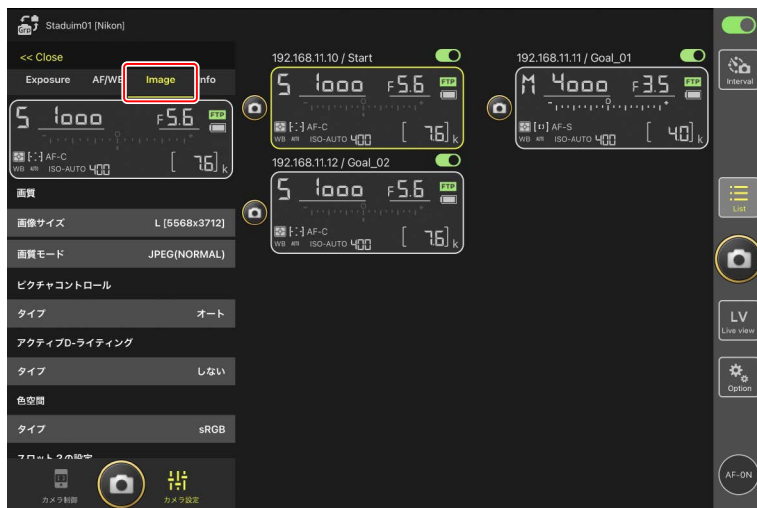 Grp
Staduim01 [Nikon]
<< Close
Exposure AF/WB Image Info
5 1000 F5.6 FTP
AF-C
WB ISO-AUTO 400 [ 7.6] k
画質
画像サイズ L [5568x3712]
画質モード JPEG(NORMAL)
ピクチャコントロール
タイプ オート
アクティブD-ライティング
タイプ しない
色空間
タイプ sRGB
カメラ制御 カメラ設定
192.168.11.10 / Start
S 1000 F5.6 FTP
AF-C
WB ISO-AUTO 400 [ 7.6] k
192.168.11.11 / Goal_01
M 4000 F3.5 FTP
AF-S
WB ISO-AUTO 400 [ 4.0] k
192.168.11.12 / Goal_02
S 1000 F5.6 FTP
AF-C
WB ISO-AUTO 400 [ 7.6] k
Interval
List
LV
Live view
Option
AF-ON